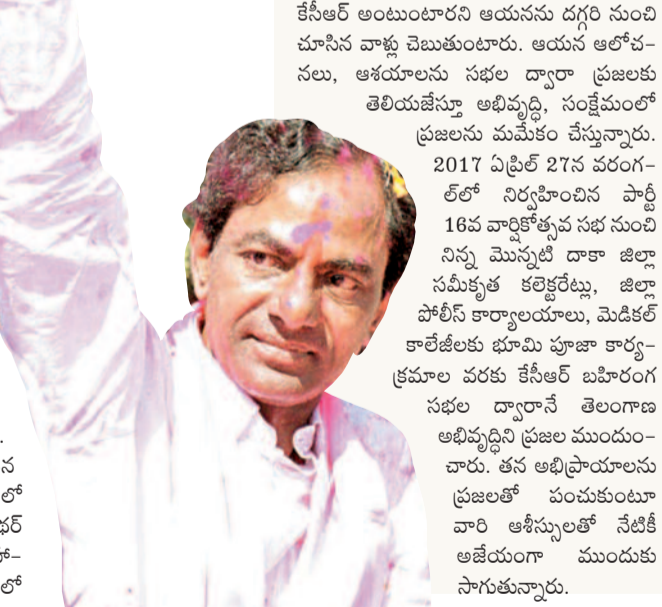 కేసీఆర్ అంటుంటారని ఆయనను దగ్గరి నుంచి
చూసిన వాళ్లు చెబుతుంటారు. ఆయన ఆలోచ-
నలు, ఆశయాలను సభల ద్వారా ప్రజలకు
తెలియజేస్తూ అభివృద్ధి, సంక్షేమంలో
ప్రజలను మమేకం చేస్తున్నారు.
2017 ఏప్రిల్ 27న వరంగ-
ల్‌లో నిర్వహించిన పార్టీ
16వ వార్షికోత్సవ సభ నుంచి
నిన్న మొన్నటి దాకా జిల్లా
సమీకృత కలెక్టరేట్లు, జిల్లా
పోలీస్ కార్యాలయాలు, మెడికల్
కాలేజీలకు భూమి పూజా కార్య-
క్రమాల వరకు కేసీఆర్ బహిరంగ
సభల ద్వారానే తెలంగాణ
అభివృద్ధిని ప్రజల ముందుం-
చారు. తన అభిప్రాయాలను
ప్రజలతో పంచుకుంటూ
వారి ఆశీస్సులతో నేటికీ
అజేయంగా ముందుకు
సాగుతున్నారు.
న
లో
లో